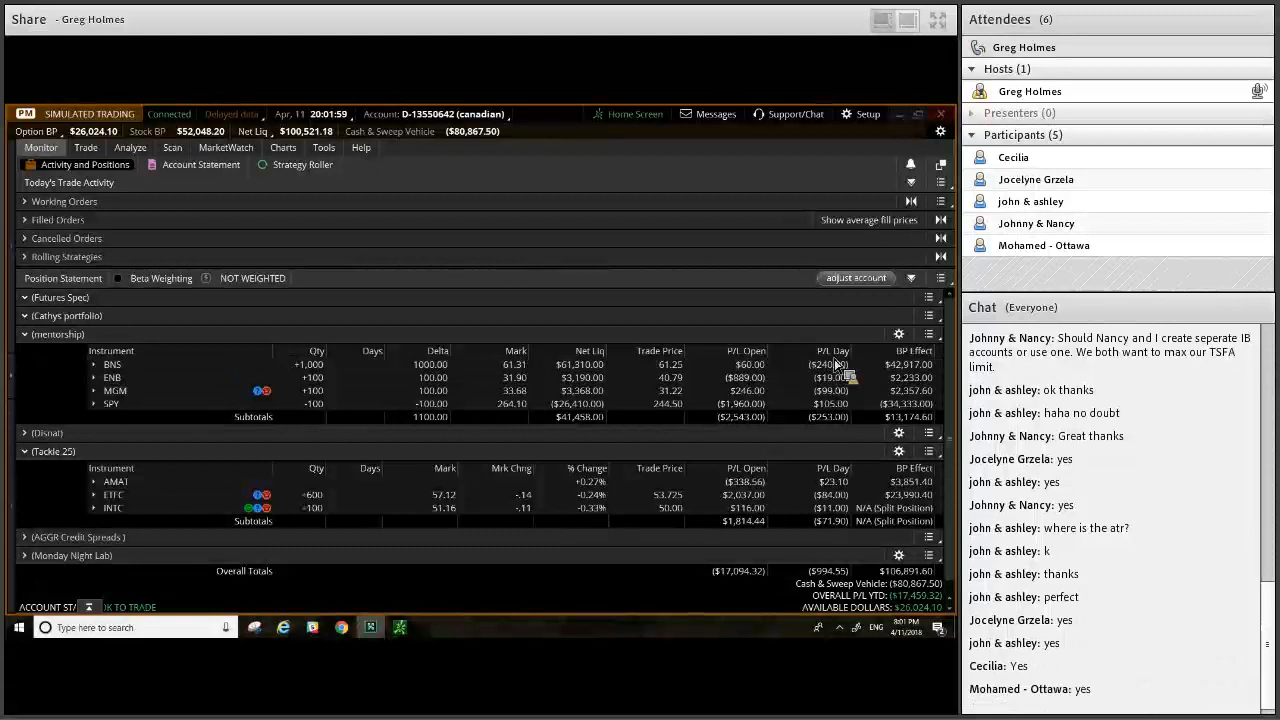 Share - Greg Holmes
PM SIMULATED TRADING Connected Delayed data Apr, 11 20:01:59 Account: D-13550642 (canadian) Home Screen Messages Support/Chat Setup
Option BP $26,024.10 Stock BP $52,048.20 Net Liq $100,521.18 Cash & Sweep Vehicle ($80,867.50)
Monitor Trade Analyze Scan MarketWatch Charts Tools Help
Activity and Positions Account Statement Strategy Roller
Today's Trade Activity
Working Orders
Filled Orders Show average fill prices
Cancelled Orders
Rolling Strategies
Position Statement Beta Weighting NOT WEIGHTED adjust account
(Futures Spec)
(Cathys portfolio)
(mentorship)
Instrument Qty Days Delta Mark Net Liq Trade Price P/L Open P/L Day BP Effect
BNS +1,000 1000.00 61.31 $61,310.00 61.25 $60.00 ($240 $42,917.00
ENB +100 100.00 31.90 $3,190.00 40.79 ($889.00) ($19.0 $2,233.00
MGM +100 100.00 33.68 $3,368.00 31.22 $246.00 ($99.00) $2,357.60
SPY -100 -100.00 264.10 ($26,410.00) 244.50 ($1,960.00) $105.00 ($34,333.00)
Subtotals 1100.00 $41,458.00 ($2,543.00) ($253.00) $13,174.60
(Disnat)
(Tackle 25)
Instrument Qty Days Mark Mrk Chng % Change Trade Price P/L Open P/L Day BP Effect
AMAT +0.27% ($338.56) $23.10 $3,851.40
ETFC +600 57.12 -.14 -0.24% 53.725 $2,037.00 ($84.00) $23,990.40
INTC +100 51.16 -.11 -0.33% 50.00 $116.00 ($11.00) N/A (Split Position)
Subtotals $1,814.44 ($71.90) N/A (Split Position)
(AGGR Credit Spreads )
(Monday Night Lab)
Overall Totals ($17,094.32) ($994.55) $106,891.60
Cash & Sweep Vehicle: ($80,867.50)
OVERALL P/L YTD: ($17,459.32)
ACCOUNT STA OK TO TRADE AVAILABLE DOLLARS: $26,024.10
Type here to search ENG 8:01 PM
4/11/2018
Attendees (6)
Greg Holmes
Hosts (1)
Greg Holmes
Presenters (0)
Participants (5)
Cecilia
Jocelyne Grzela
john & ashley
Johnny & Nancy
Mohamed - Ottawa
Chat (Everyone)
Johnny & Nancy: Should Nancy and I create seperate IB
accounts or use one. We both want to max our TSFA
limit.
john & ashley: ok thanks
john & ashley: haha no doubt
Johnny & Nancy: Great thanks
Jocelyne Grzela: yes
john & ashley: yes
Johnny & Nancy: yes
john & ashley: where is the atr?
john & ashley: k
john & ashley: thanks
john & ashley: perfect
Jocelyne Grzela: yes
john & ashley: yes
Cecilia: Yes
Mohamed - Ottawa: yes